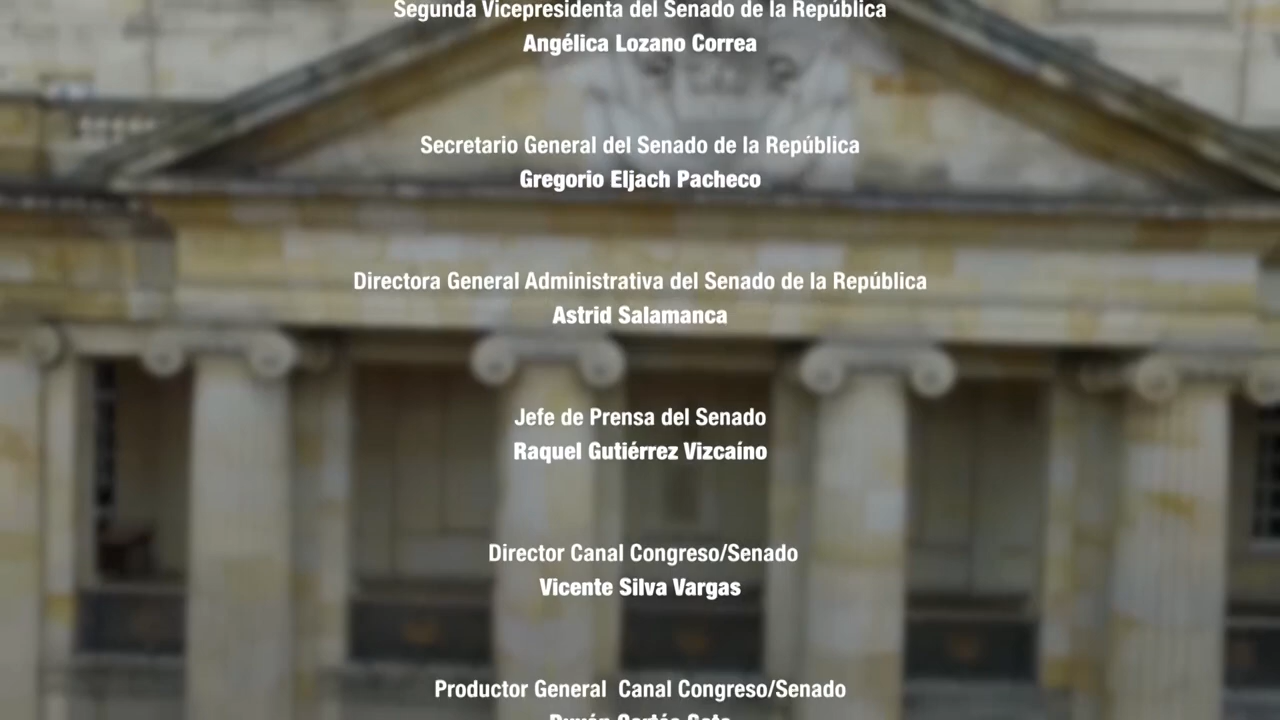 Segunda Vicepresidenta del Senado de la República
Angélica Lozano Correa
Secretario General del Senado de la República
Gregorio Eljach Pacheco
Directora General Administrativa del Senado de la República
Astrid Salamanca
Jefe de Prensa del Senado
Raquel Gutiérrez Vizcaíno
Director Canal Congreso/Senado
Vicente Silva Vargas
Productor General  Canal Congreso/Senado